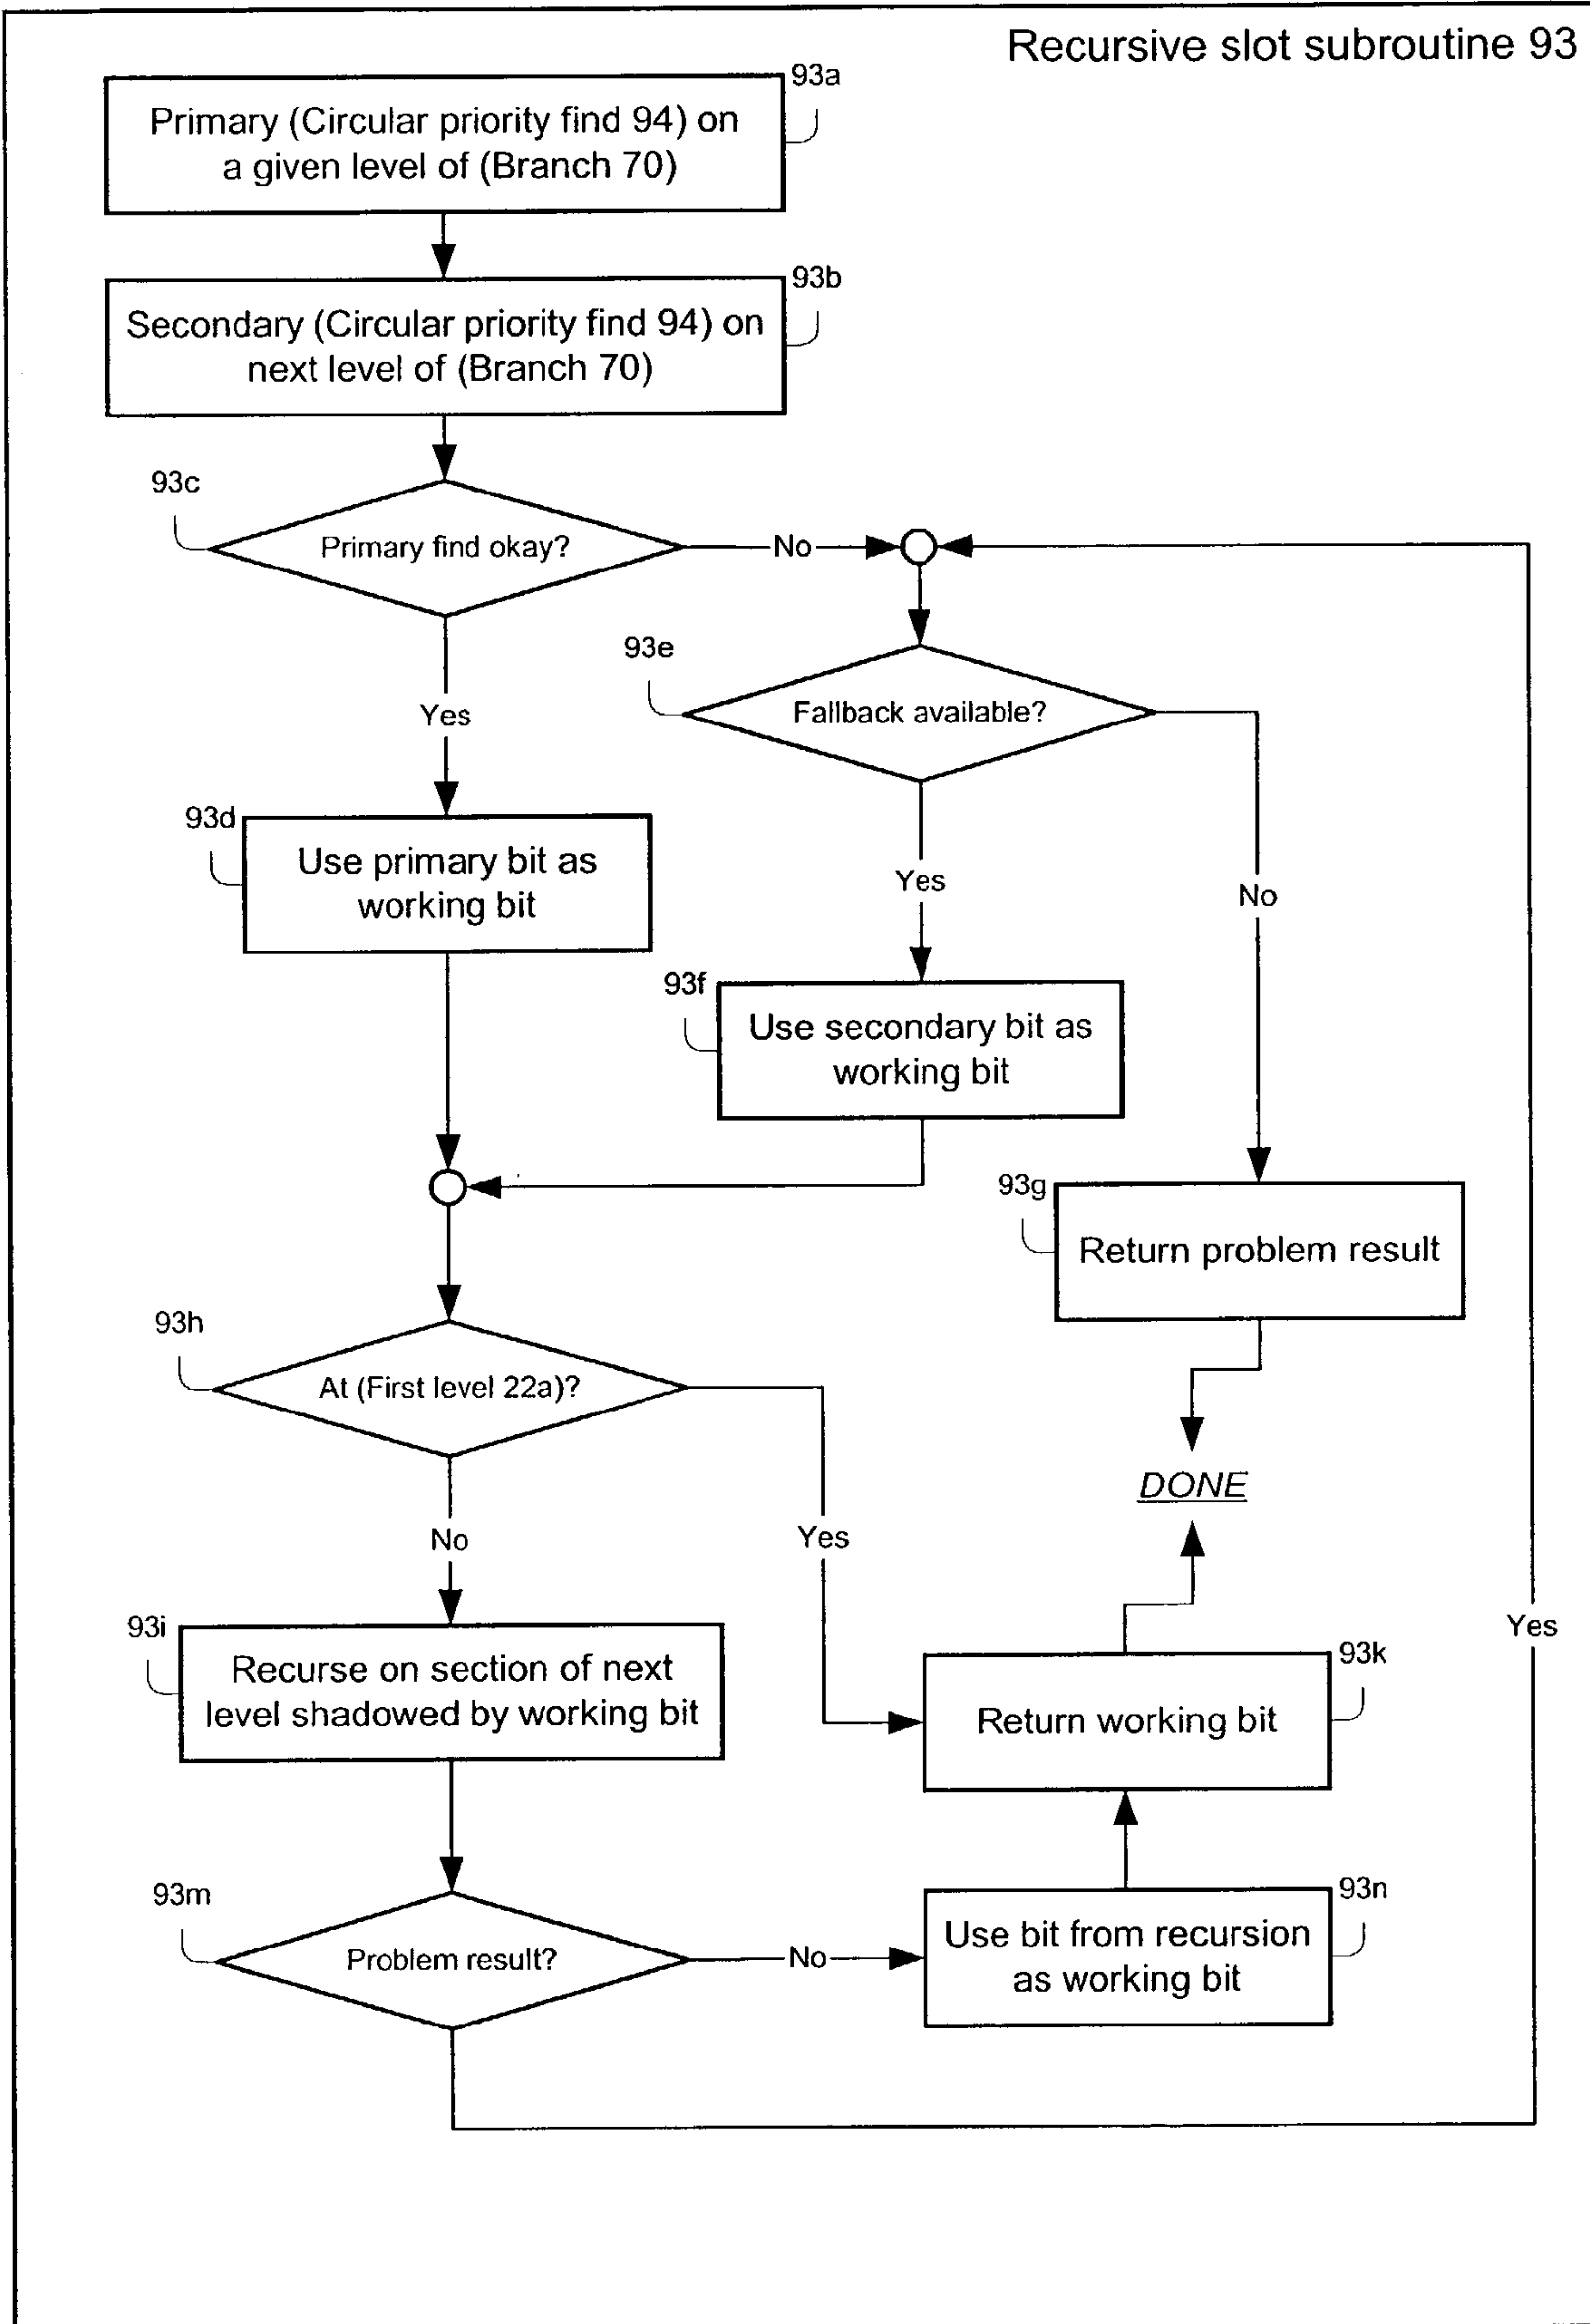 Recursive slot subroutine 93
93a
Primary (Circular priority find 94) on
a given level of (Branch 70)
93b
Secondary (Circular priority find 94) on
next level of (Branch 70)
93c
Primary find okay?
No
93e
Fallback available?
Yes
93d
Use primary bit as
working bit
Yes
No
93f
Use secondary bit as
working bit
93g
Return problem result
93h
At (First level 22a)?
DONE
No
Yes
Yes
93i
Recurse on section of next
level shadowed by working bit
93k
Return working bit
93m
Problem result?
No
93n
Use bit from recursion
as working bit